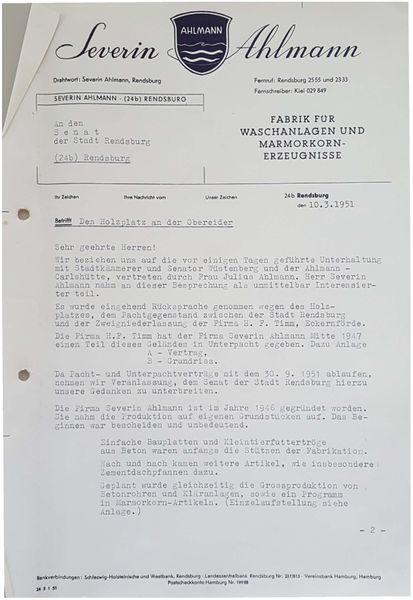 Severin Ahlmann
AHLMANN
Drahtwort: Severin Ahlmann, Rendsburg
Fernruf: Rendsburg 2555 und 2333
Fernschreiber: Kiel 029849
SEVERIN AHLMANN · (24b) RENDSBURG
An den
Senat
der Stadt Rendsburg
(24b) Rendsburg
FABRIK FÜR
WASCHANLAGEN UND
MARMORKORN-
ERZEUGNISSE
Ihr Zeichen
Ihre Nachricht vom
Unser Zeichen
24b Rendsburg
den 10.3.1951
Betrifft Den Holzplatz an der Obereider
Sehr geehrte Herren!
Wir beziehen uns auf die vor einigen Tagen geführte Unterhaltung
mit Stadtkämmerer und Senator Wüstenberg und der Ahlmann -
Carlshütte, vertreten durch Frau Julius Ahlmann. Herr Severin
Ahlmann nahm an dieser Besprechung als unmittelbar Interessier-
ter teil.
Es wurde eingehend Rücksprache genommen wegen des Holz-
platzes, dem Pachtgegenstand zwischen der Stadt Rendsburg
und der Zweigniederlassung der Firma H. F. Timm, Eckernförde.
Die Firma H.F. Timm hat der Firma Severin Ahlmann Mitte 1947
einen Teil dieses Geländes in Unterpacht gegeben. Dazu Anlage
A - Vertrag,
B - Grundriss.
Da Pacht- und Unterpachtverträge mit dem 30. 9. 1951 ablaufen,
nehmen wir Veranlassung, dem Senat der Stadt Rendsburg hierzu
unsere Gedanken zu unterbreiten.
Die Firma Severin Ahlmann ist im Jahre 1946 gegründet worden.
Sie nahm die Produktion auf eigenen Grundstücken auf. Das Be-
ginnen war bescheiden und unbedeutend.
Einfache Bauplatten und Kleintierfuttertröge
aus Beton waren anfangs die Stützen der Fabrikation.
Nach und nach kamen weitere Artikel, wie insbesondere
Zementdachpfannen dazu.
Geplant wurde gleichzeitig die Grossproduktion von
Betonrohren und Kläranlagen, sowie ein Programm
in Marmorkorn-Artikeln. (Einzelaufstellung siehe
Anlage.)
- 2 -
Bankverbindungen: Schleswig-Holsteinische und Westbank, Rendsburg · Landeszentralbank Rendsburg Nr. · Vereinsbank Hamburg, Hamburg
Postscheckkonto Hamburg Nr.